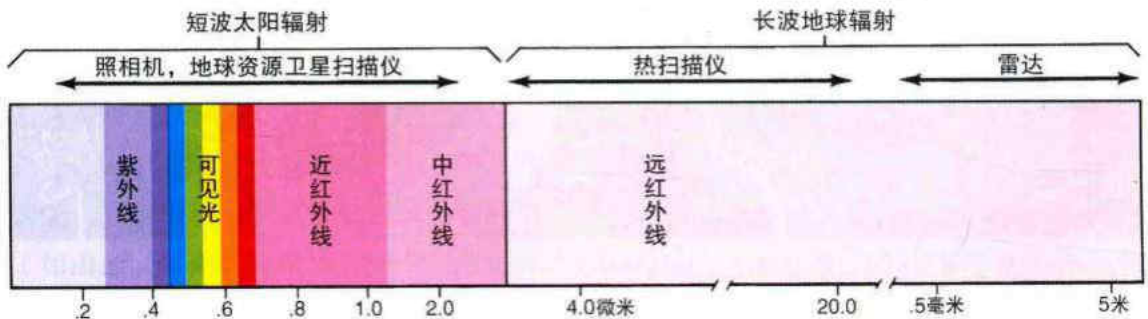 短波太阳辐射 长波地球辐射
照相机，地球资源卫星扫描仪 热扫描仪 雷达
紫外线 可见光 近红外线 中红外线 远红外线
.2 .4 .6 .8 1.0 2.0 4.0微米 20.0 .5毫米 5米